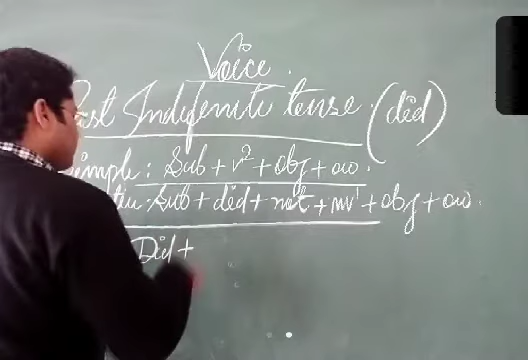 Voice.
Past Indefinite tense. (did)
Simple: Sub + v² + obj + ow.
Sub + did + not + mv¹ + obj + ow.
Did +